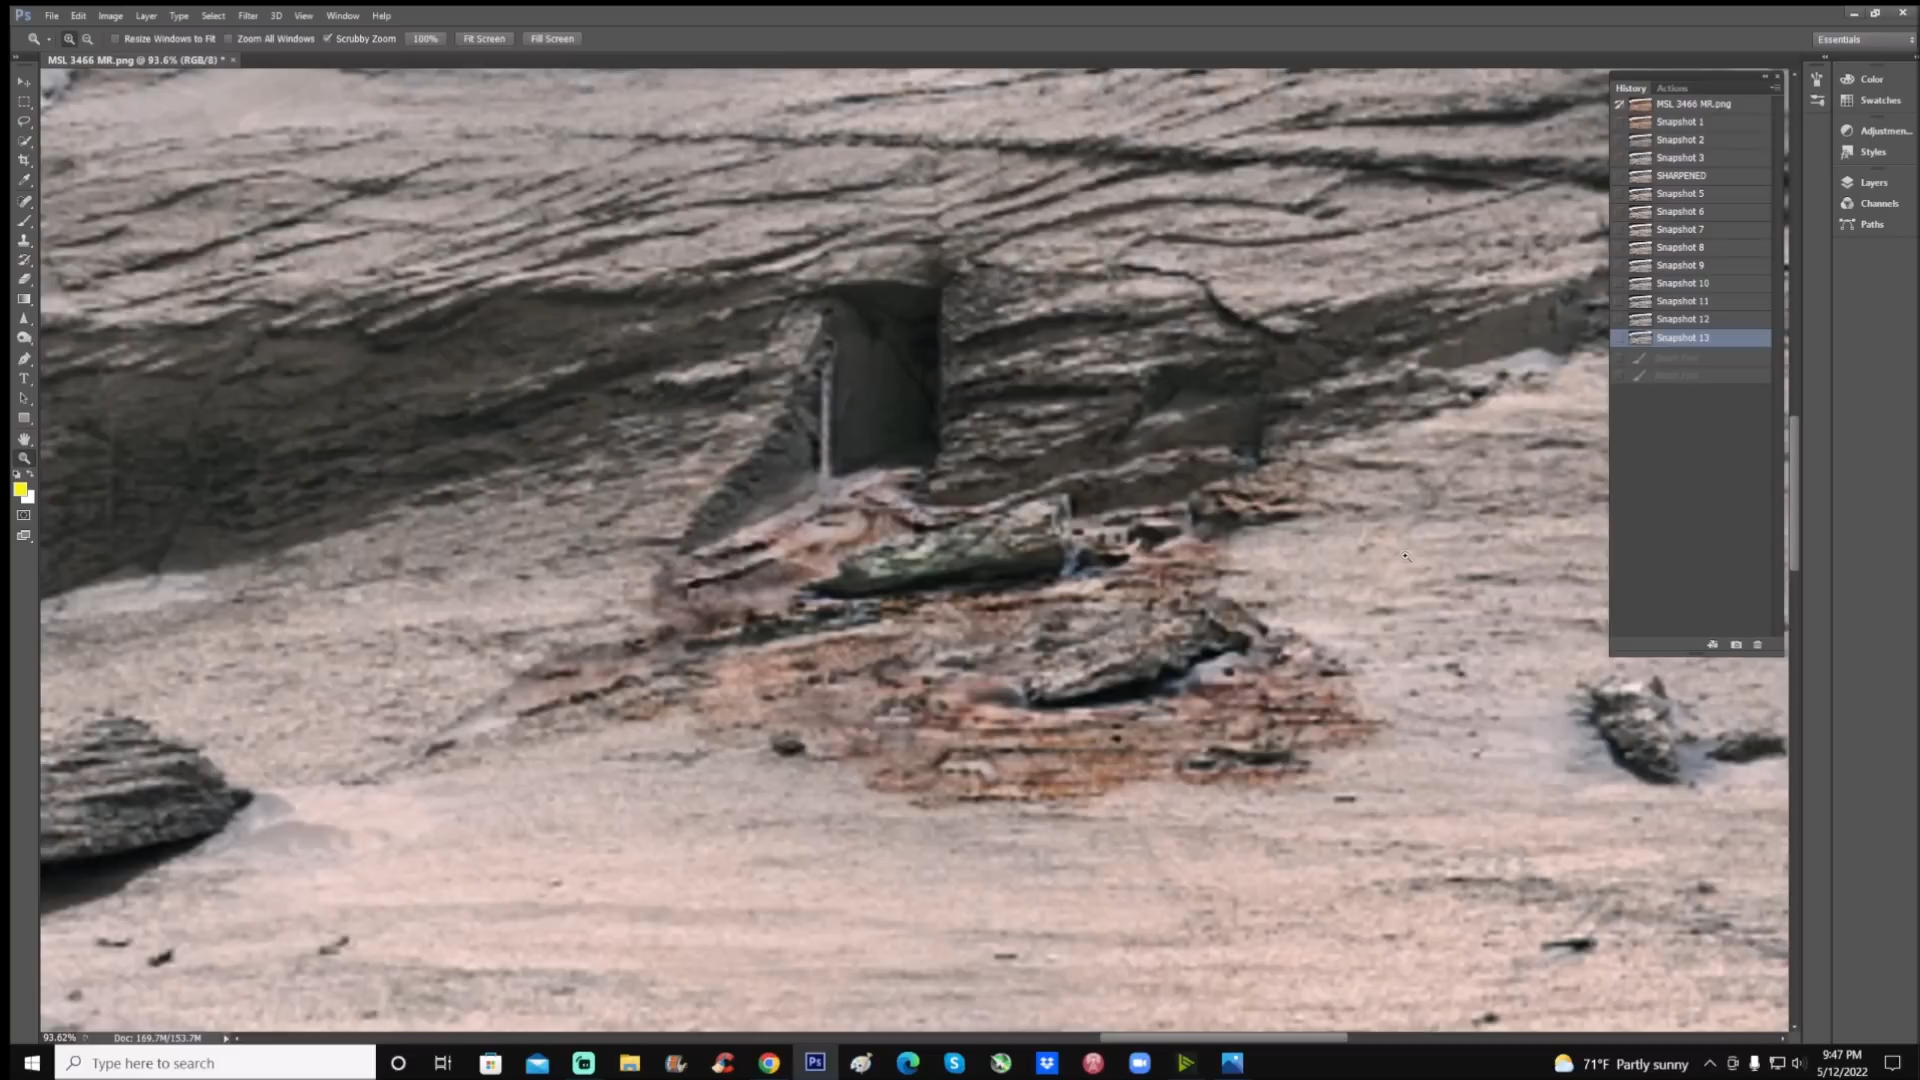 Ps File Edit Image Layer Type Select Filter 3D View Window Help
Resize Windows to Fit Zoom All Windows Scrubby Zoom 100% Fit Screen Fill Screen Essentials
MSL 3466 MR.png @ 93.6% (RGB/8) * ×
History Actions
MSL 3466 MR.png
Snapshot 1
Snapshot 2
Snapshot 3
SHARPENED
Snapshot 5
Snapshot 6
Snapshot 7
Snapshot 8
Snapshot 9
Snapshot 10
Snapshot 11
Snapshot 12
Snapshot 13
Color
Swatches
Adjustmen...
Styles
Layers
Channels
Paths
93.62% Doc: 169.7M/153.7M
Type here to search
Ps
71°F Partly sunny
9:47 PM
5/12/2022